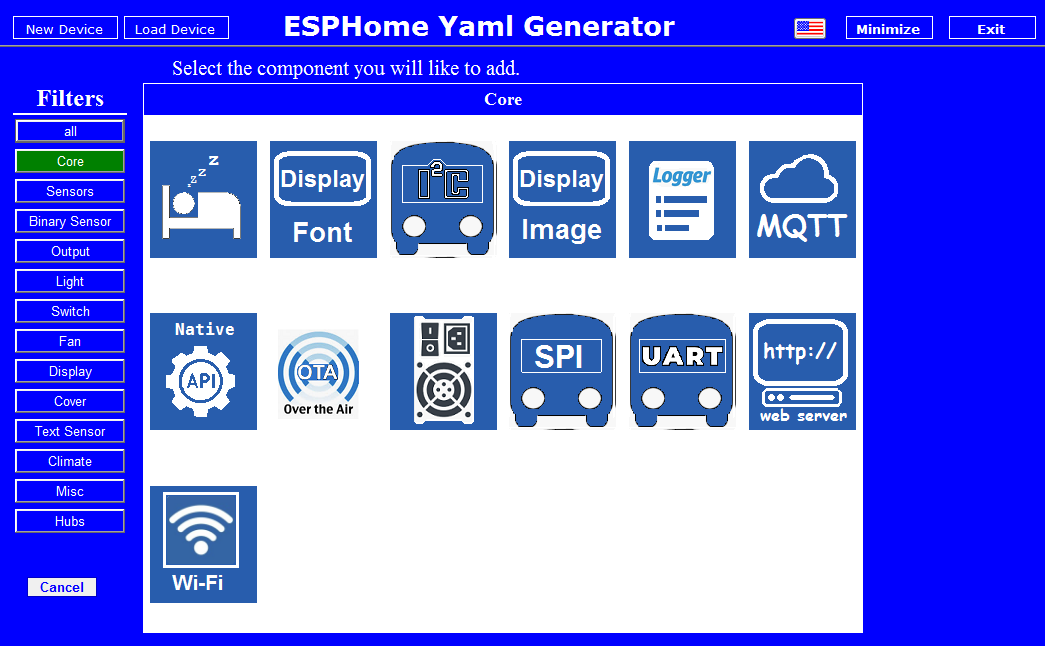 New Device
Load Device
ESPHome Yaml Generator
Minimize
Exit
Select the component you will like to add.
Filters
all
Core
Sensors
Binary Sensor
Output
Light
Switch
Fan
Display
Cover
Text Sensor
Climate
Misc
Hubs
Cancel
Core
z z z z
Display
Font
I²C
Display
Image
Logger
MQTT
Native
API
OTA
Over the Air
SPI
UART
http://
web server
Wi-Fi